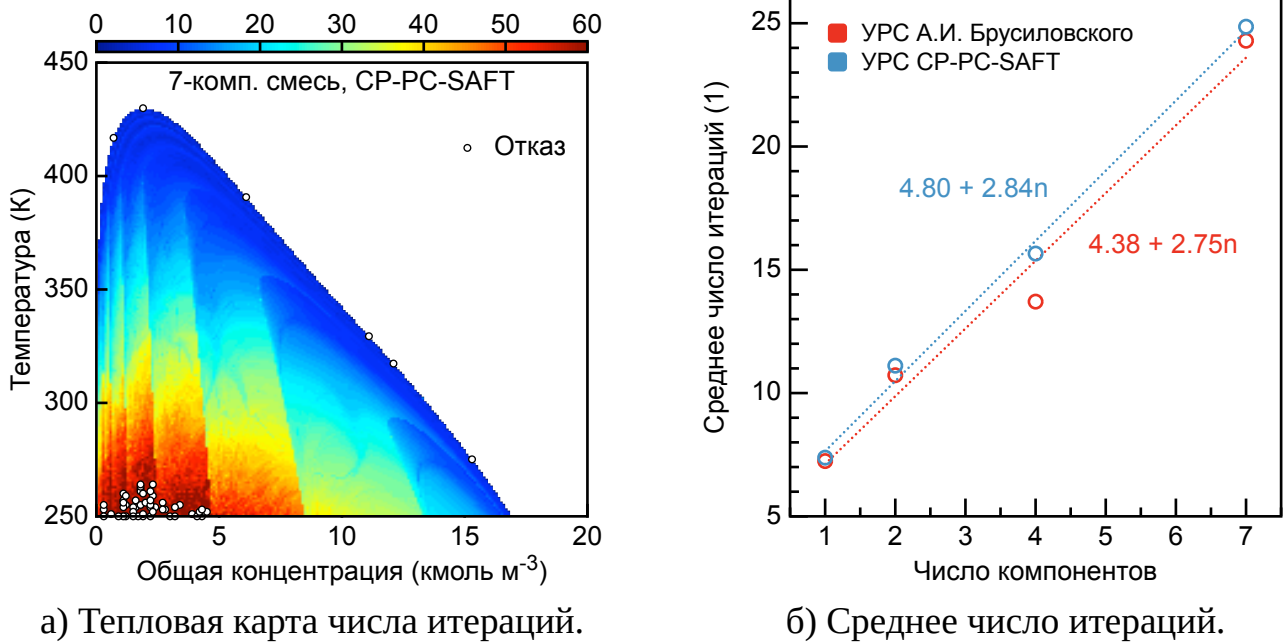 0 10 20 30 40 50 60
450
7-комп. смесь, CP-PC-SAFT
Отказ
400
350
300
250
Температура (К)
0 5 10 15 20
Общая концентрация (кмоль м-3)
а) Тепловая карта числа итераций.
25
УРС А.И. Брусиловского
УРС CP-PC-SAFT
20
4.80 + 2.84n
15
4.38 + 2.75n
10
5
Среднее число итераций (1)
1 2 3 4 5 6 7
Число компонентов
б) Среднее число итераций.